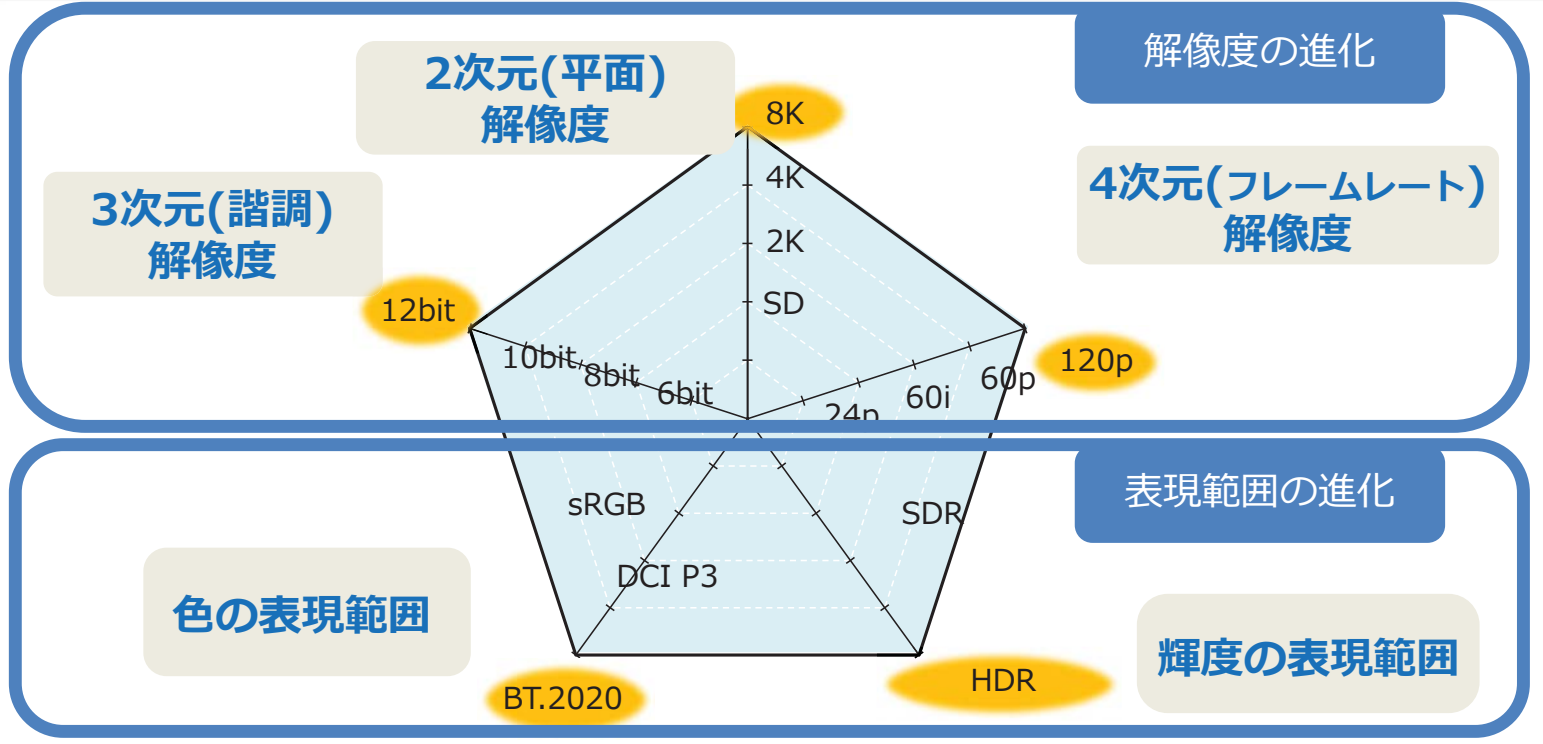 解像度の進化
2次元(平面)
解像度
8K
4K
2K
SD
3次元(諧調)
解像度
12bit
10bit
8bit
6bit
4次元(フレームレート)
解像度
120p
60p
60i
24p
表現範囲の進化
sRGB
DCI P3
BT.2020
色の表現範囲
SDR
HDR
輝度の表現範囲